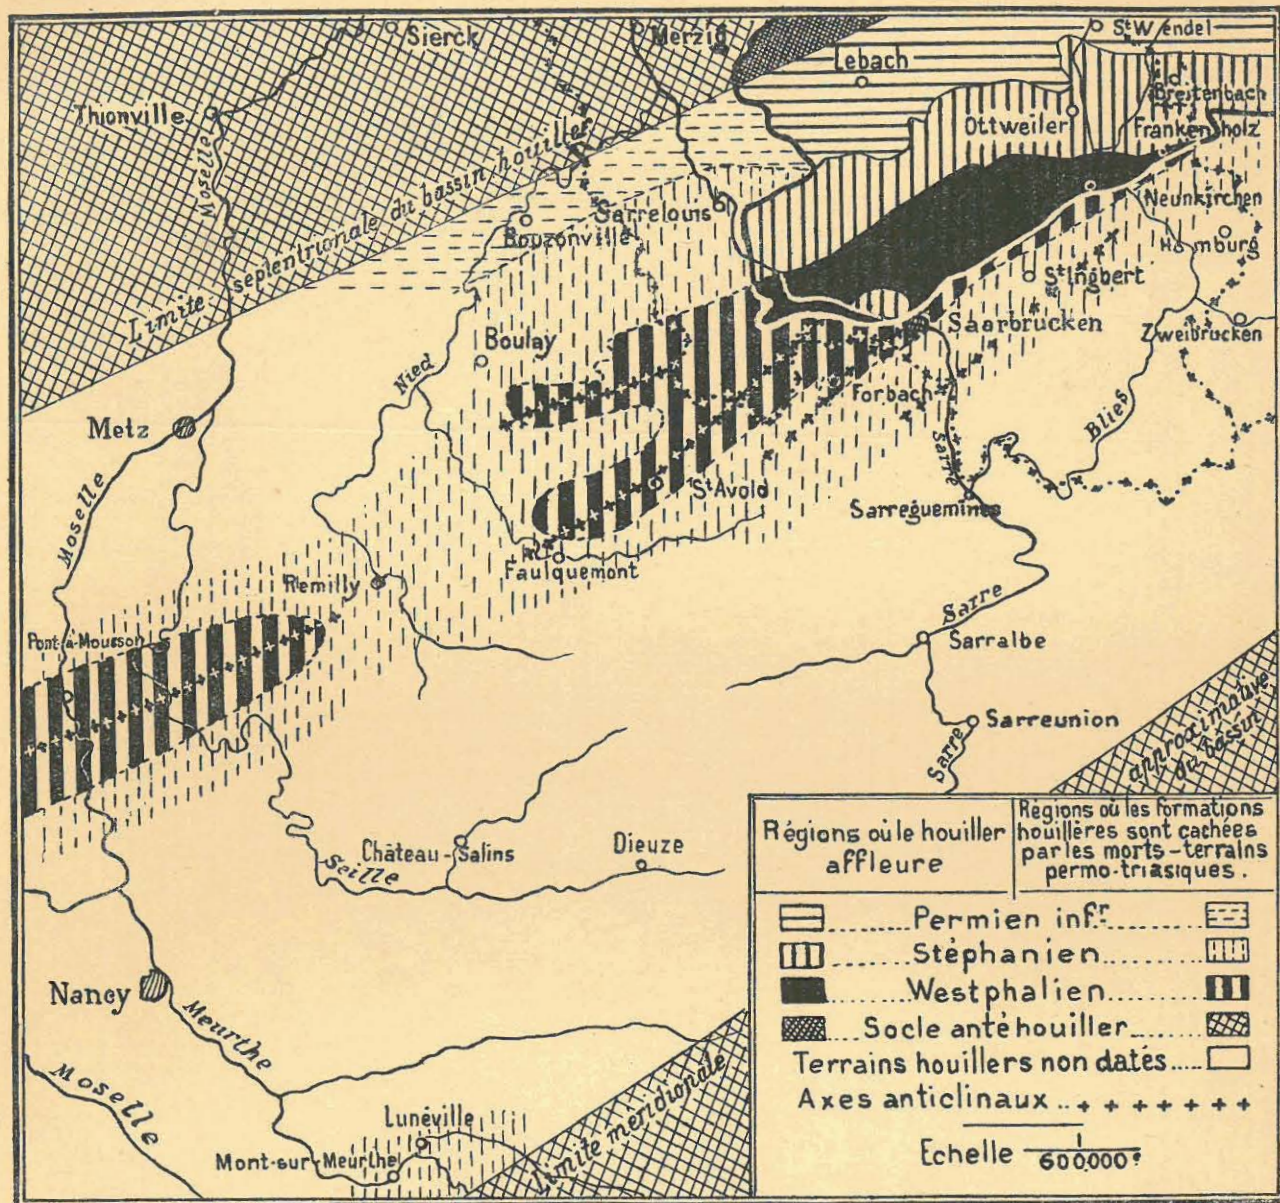 Sierck
Merzig
St Wendel
Lebach
Thionville
Breitenbach
Ottweiler
Frankenholz
Moselle
Limite septentrionale du bassin houiller
Neunkirchen
Sarrelouis
Bouzonville
Homburg
St Ingbert
Saarbrücken
Zweibrücken
Boulay
Nied
Forbach
Metz
Blies
Moselle
Sarre
St Avold
Sarreguemines
Faulquemont
Remilly
Sarre
Pont-à-Mousson
Sarralbe
Sarreunion
approximative
du bassin
Sarre
Château-Salins
Dieuze
Seille
Nancy
Meurthe
Moselle
Lunéville
Mont-sur-Meurthe
Limite méridionale
Régions où le houiller
affleure
Régions où les formations
houillères sont cachées
par les morts-terrains
permo-triasiques.
Permien infr
Stéphanien
Westphalien
Socle antéhouiller
Terrains houillers non datés
Axes anticlinaux
Echelle 1/600.000e